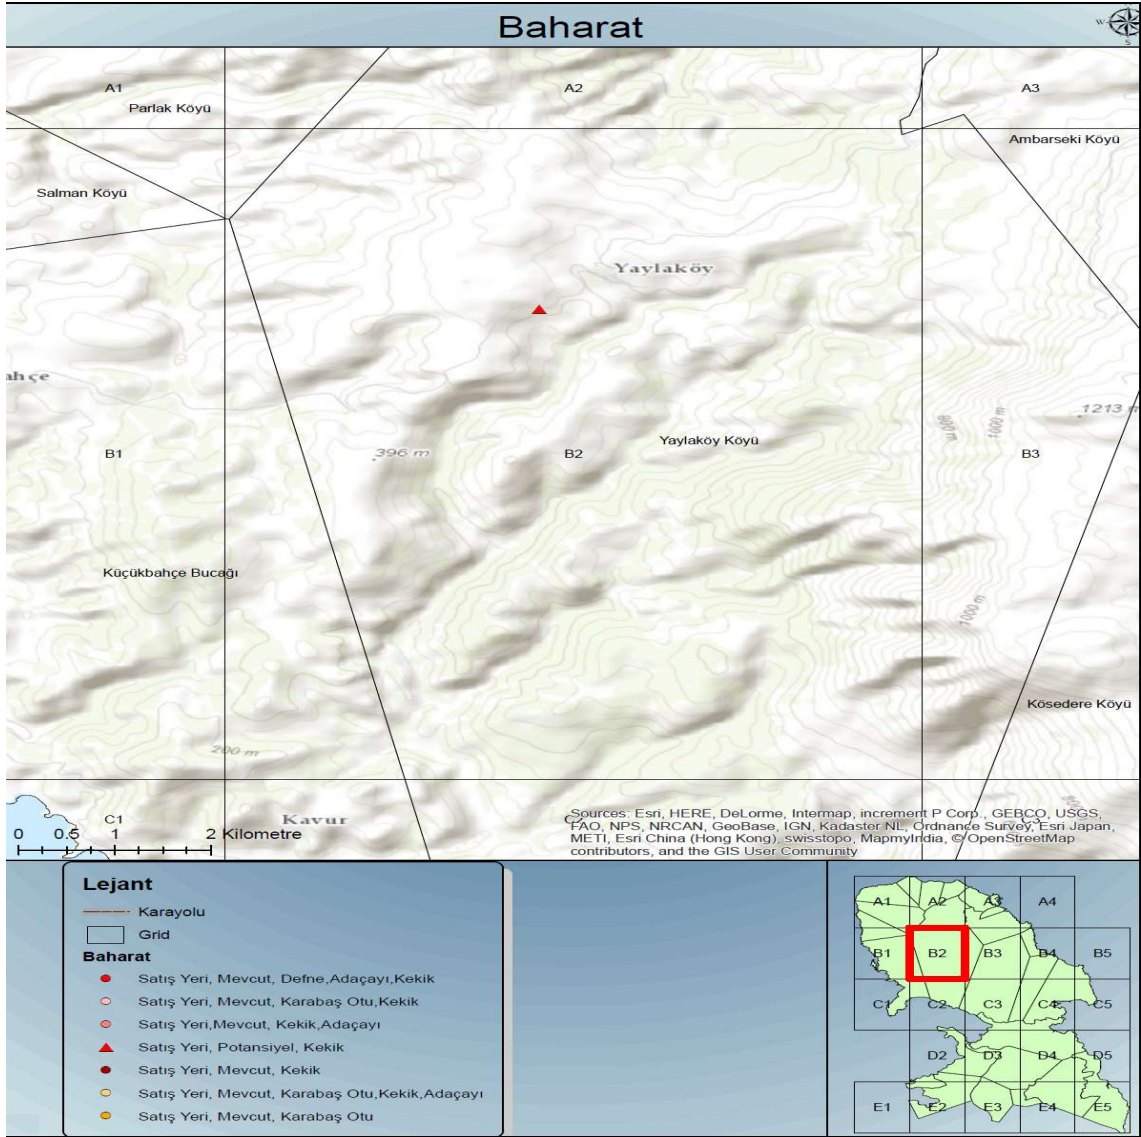 Baharat
W
S
A1
A2
A3
Parlak Köyü
Ambarseki Köyü
Salman Köyü
Yaylaköy
ahçe
1213 m
800 m
1000 m
Yaylaköy Köyü
B1
396 m
B2
B3
Küçükbahçe Bucağı
1000 m
Kösedere Köyü
200 m
C1
Kavur
Sources: Esri, HERE, DeLorme, Intermap, increment P Corp., GEBCO, USGS,
FAO, NPS, NRCAN, GeoBase, IGN, Kadaster NL, Ordnance Survey, Esri Japan,
METI, Esri China (Hong Kong), swisstopo, MapmyIndia, © OpenStreetMap
contributors, and the GIS User Community
0 0.5 1 2 Kilometre
Lejant
Karayolu
Grid
Baharat
Satış Yeri, Mevcut, Defne,Adaçayı,Kekik
Satış Yeri, Mevcut, Karabaş Otu,Kekik
Satış Yeri,Mevcut, Kekik,Adaçayı
Satış Yeri, Potansiyel, Kekik
Satış Yeri, Mevcut, Kekik
Satış Yeri, Mevcut, Karabaş Otu,Kekik,Adaçayı
Satış Yeri, Mevcut, Karabaş Otu
A1 A2 A3 A4
B1 B2 B3 B4 B5
C1 C2 C3 C4 C5
D2 D3 D4 D5
E1 E2 E3 E4 E5